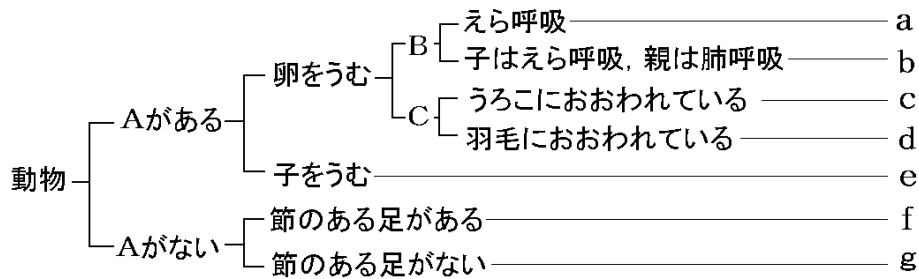 えら呼吸 a
B
子はえら呼吸，親は肺呼吸 b
卵をうむ
うろこにおおわれている c
C
Aがある
羽毛におおわれている d
動物
子をうむ e
節のある足がある f
Aがない
節のある足がない g